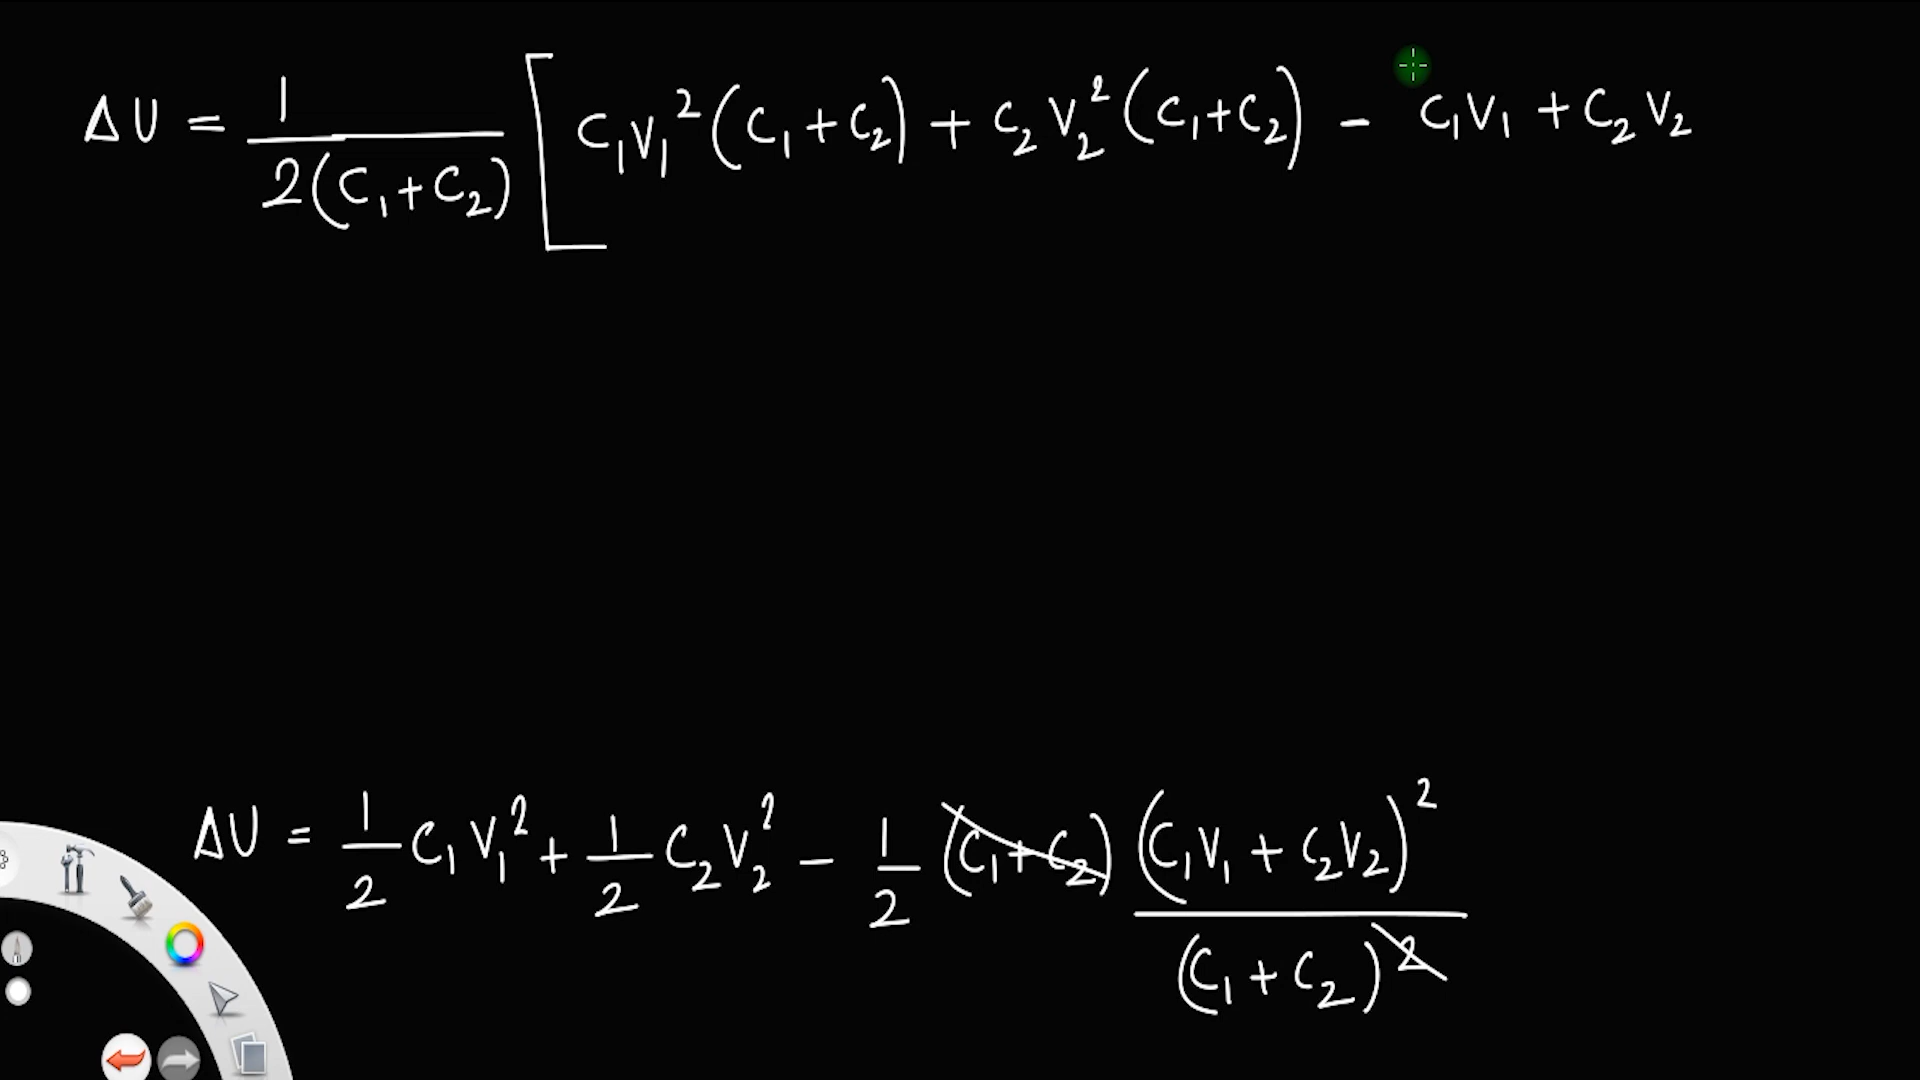 ΔU = 1/2(C₁+C₂) [ C₁V₁²(C₁+C₂) + C₂V₂²(C₁+C₂) - C₁V₁ + C₂V₂
ΔU = 1/2 C₁V₁² + 1/2 C₂V₂² - 1/2 (C₁+C₂) (C₁V₁ + C₂V₂)²/(C₁+C₂)²